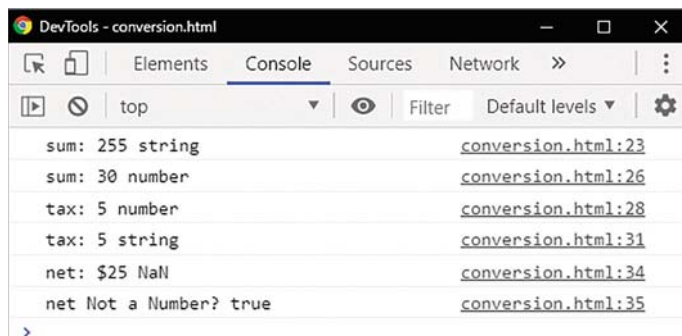 DevTools - conversion.html
Elements Console Sources Network »
top ▼ Filter Default levels ▼
sum: 255 string conversion.html:23
sum: 30 number conversion.html:26
tax: 5 number conversion.html:28
tax: 5 string conversion.html:31
net: $25 NaN conversion.html:34
net Not a Number? true conversion.html:35
>